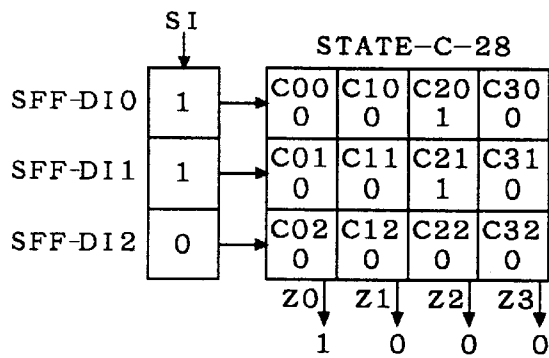 SI
STATE-C-28
SFF-DI0 1 C00 C10 C20 C30
0 0 1 0
SFF-DI1 1 C01 C11 C21 C31
0 0 1 0
SFF-DI2 0 C02 C12 C22 C32
0 0 0 0
Z0 Z1 Z2 Z3
1 0 0 0